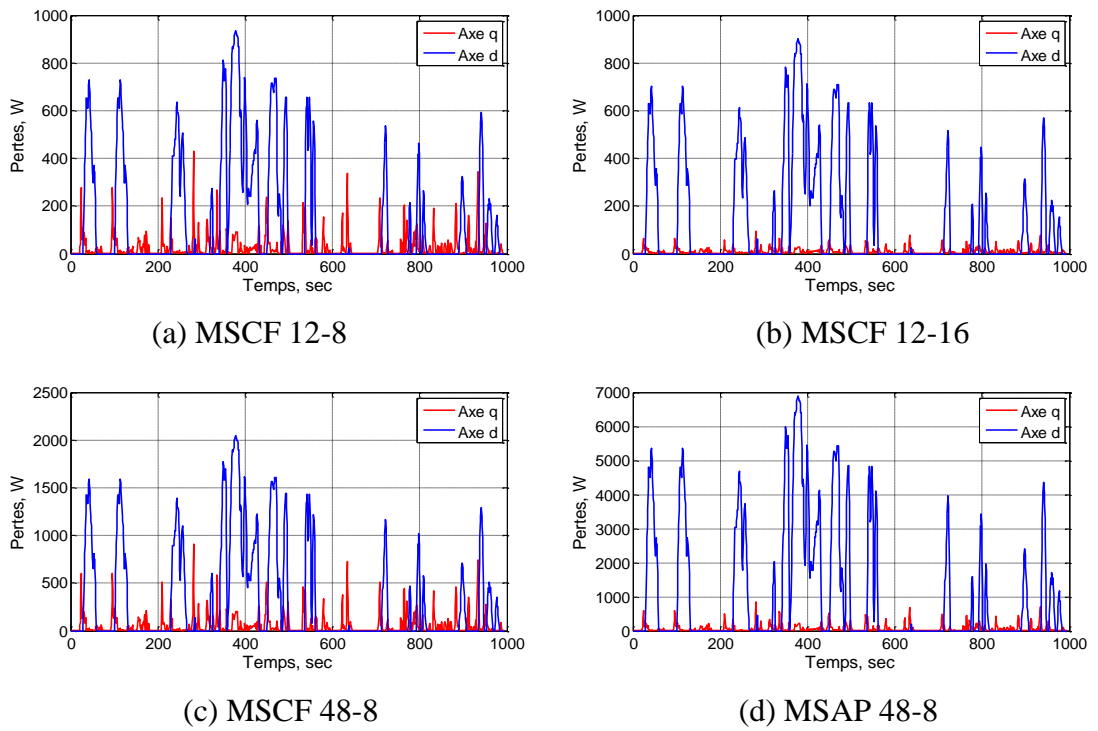 1000
800
600
400
200
0
Pertes, W
0 200 400 600 800 1000
Temps, sec
Axe q
Axe d
(a) MSCF 12-8
1000
800
600
400
200
0
Pertes, W
0 200 400 600 800 1000
Temps, sec
Axe q
Axe d
(b) MSCF 12-16
2500
2000
1500
1000
500
0
Pertes, W
0 200 400 600 800 1000
Temps, sec
Axe q
Axe d
(c) MSCF 48-8
7000
6000
5000
4000
3000
2000
1000
0
Pertes, W
0 200 400 600 800 1000
Temps, sec
Axe q
Axe d
(d) MSAP 48-8